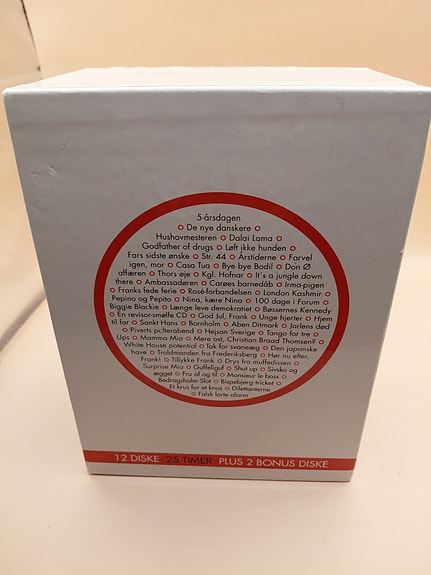 5-årsdagen
○ De nye danskere ○
Hushovmesteren ○ Dalai Lama ○
Godfather of drugs ○ Løft ikke hunden ○
Fars sidste ønske ○ Str. 44 ○ Årstiderne ○ Farvel
igen, mor ○ Casa Tua ○ Bye bye Bodil ○ Don Ø
affæren ○ Thors øje ○ Kgl. Hofnar ○ It's a jungle down
there ○ Ambassadøren ○ Carøes barnedåb ○ Irma-pigen
○ Franks fede ferie ○ Rosé-forbandelsen ○ London Kashmir ○
Pepino og Pepito ○ Nina, kære Nina ○ 100 dage i Forum ○
Biggie Blackie ○ Længe leve demokratiet ○ Bøssernes Kennedy
○ En revisor-smølfe CD ○ God Jul, Frank ○ Unge hjerter ○ Hjem
til far ○ Sankt Hans ○ Bornholm ○ Aben Ditmark ○ Jarlens død
○ Piverts pc'terabend ○ Hejsan Sverige ○ Tango for tre ○
Ups ○ Mamma Mia ○ Mere ost, Christian Braad Thomsen? ○
White House potential ○ Tak for svaneæg ○ Den japanske
have ○ Troldmanden fra Frederiksberg ○ Hør nu efter,
Frank! ○ Tillykke Frank ○ Drys fra muffedissen ○
Surprise Mia ○ Guffeliguf ○ Shut up ○ Sivsko og
ægget ○ Fru af og til ○ Monsieur le boss ○
Bedragsholm Slot ○ Bispebjerg-tricket ○
Et krus for et knus ○ Dilettanterne
○ Falsk forte alarm
12 DISKE 25 TIMER PLUS 2 BONUS DISKE